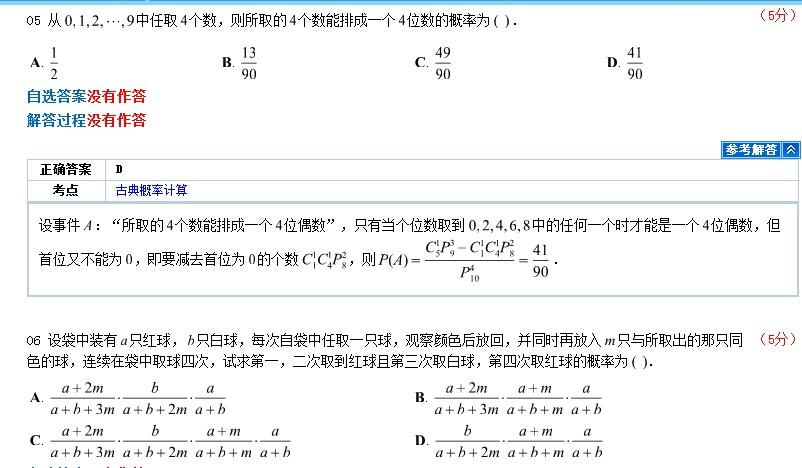 05 从 0,1,2,⋯,9中任取4个数，则所取的4个数能排成一个4位数的概率为( ). （5分）
A. 1/2 B. 13/90 C. 49/90 D. 41/90
自选答案没有作答
解答过程没有作答
参考解答
正确答案 D
考点 古典概率计算
设事件 A：“所取的4个数能排成一个4位偶数”，只有当个位数取到 0,2,4,6,8中的任何一个时才能是一个4位偶数，但
首位又不能为0，即要减去首位为0的个数 C₁¹C₄¹P₈²，则 P(A) = (C₅¹P₉³ − C₁¹C₄¹P₈²)/P₁₀⁴ = 41/90 .
06 设袋中装有 a只红球， b只白球，每次自袋中任取一只球，观察颜色后放回，并同时再放入 m只与所取出的那只同 （5分）
色的球，连续在袋中取球四次，试求第一，二次取到红球且第三次取白球，第四次取红球的概率为( ).
A. (a+2m)/(a+b+3m) · b/(a+b+2m) · a/(a+b) B. (a+2m)/(a+b+3m) · (a+m)/(a+b+m) · a/(a+b)
C. (a+2m)/(a+b+3m) · b/(a+b+2m) · (a+m)/(a+b+m) · a/(a+b) D. b/(a+b+2m) · (a+m)/(a+b+m) · a/(a+b)